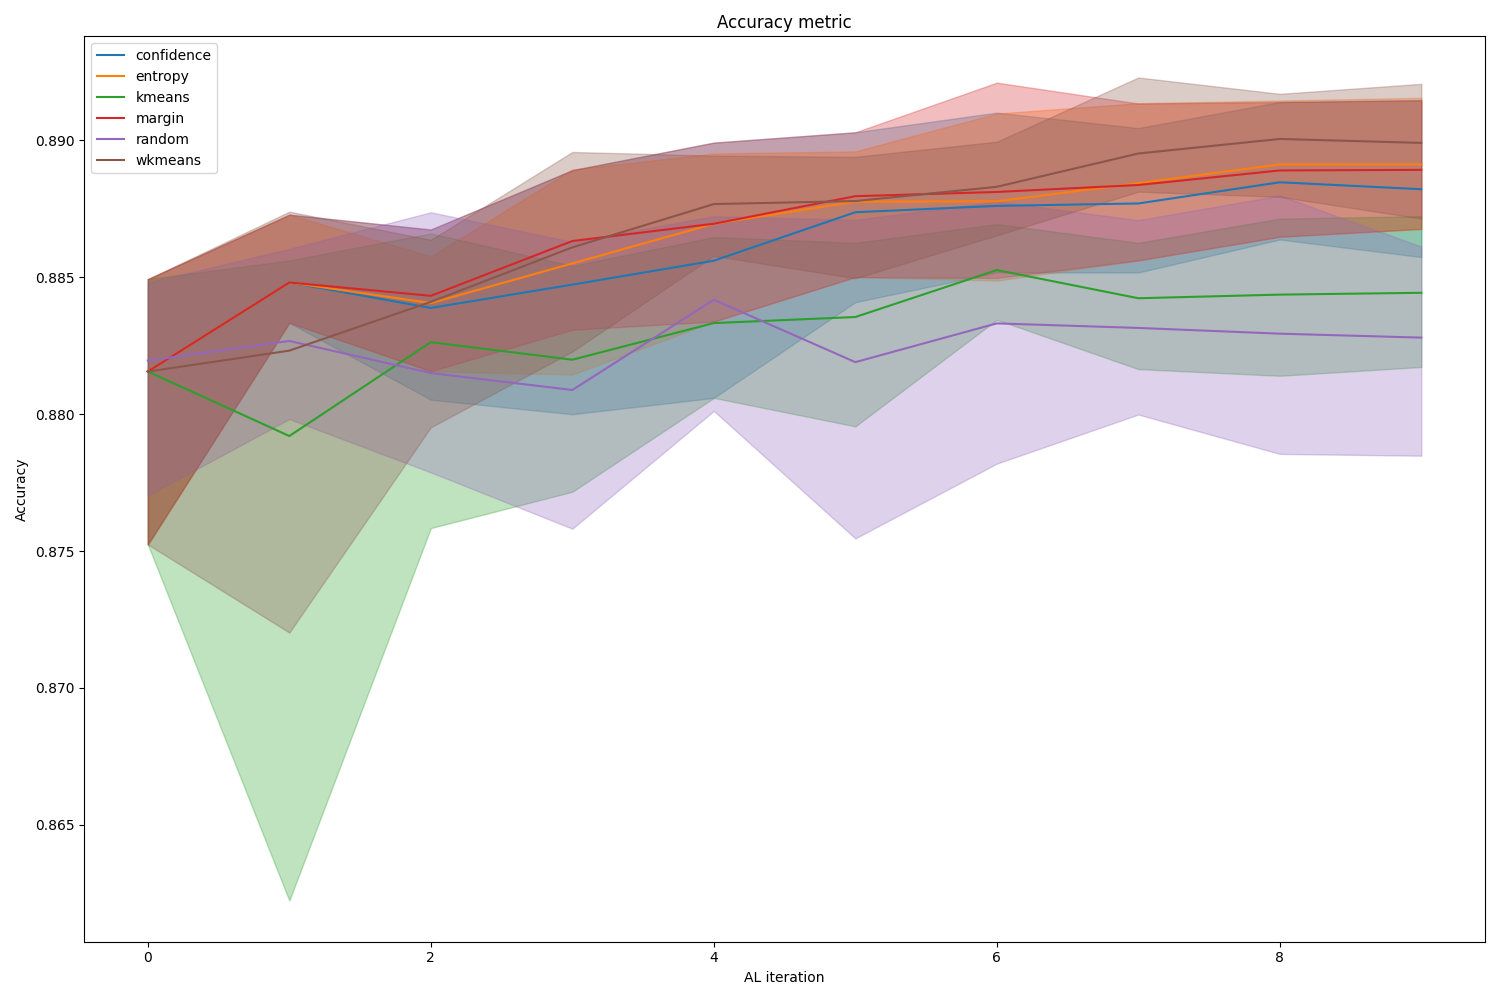 Accuracy metric
confidence
entropy
kmeans
margin
random
wkmeans
0.890
0.885
0.880
0.875
0.870
0.865
Accuracy
0 2 4 6 8
AL iteration